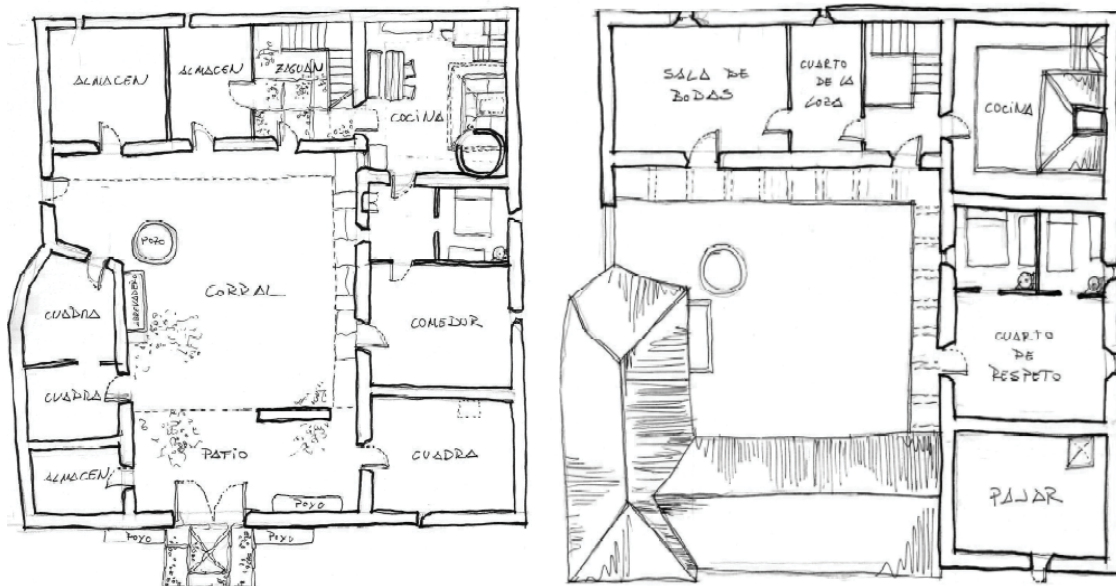 ALMACEN
ALMACEN
ZAGUAN
COCINA
POZO
ABREVADERO
CORRAL
CUADRA
COMEDOR
CUADRA
PATIO
CUADRA
ALMACEN
POYO
POYO
POYO
SALA DE
BODAS
CUARTO
DE LA
LOZA
COCINA
CUARTO
DE
RESPETO
PAJAR